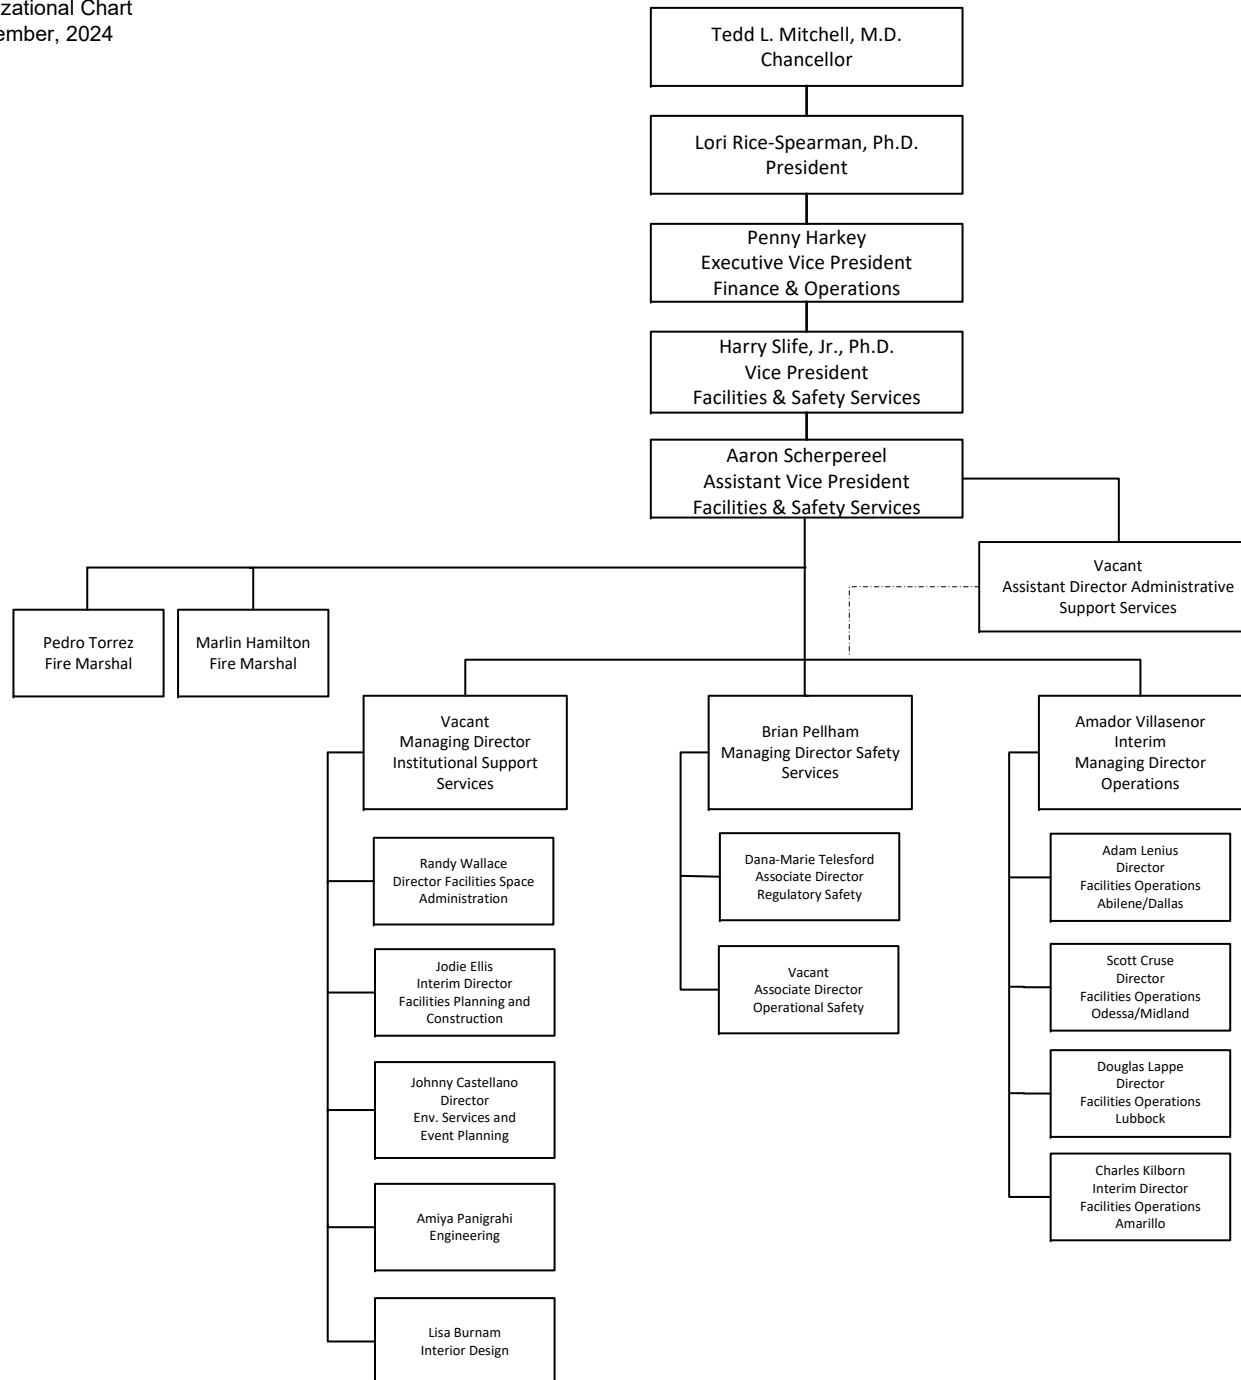 zational Chart
ember, 2024
Tedd L. Mitchell, M.D.
Chancellor
Lori Rice-Spearman, Ph.D.
President
Penny Harkey
Executive Vice President
Finance & Operations
Harry Slife, Jr., Ph.D.
Vice President
Facilities & Safety Services
Aaron Scherpereel
Assistant Vice President
Facilities & Safety Services
Vacant
Assistant Director Administrative
Support Services
Pedro Torrez
Fire Marshal
Marlin Hamilton
Fire Marshal
Vacant
Managing Director
Institutional Support
Services
Brian Pellham
Managing Director Safety
Services
Amador Villasenor
Interim
Managing Director
Operations
Randy Wallace
Director Facilities Space
Administration
Jodie Ellis
Interim Director
Facilities Planning and
Construction
Johnny Castellano
Director
Env. Services and
Event Planning
Amiya Panigrahi
Engineering
Lisa Burnam
Interior Design
Dana-Marie Telesford
Associate Director
Regulatory Safety
Vacant
Associate Director
Operational Safety
Adam Lenius
Director
Facilities Operations
Abilene/Dallas
Scott Cruse
Director
Facilities Operations
Odessa/Midland
Douglas Lappe
Director
Facilities Operations
Lubbock
Charles Kilborn
Interim Director
Facilities Operations
Amarillo